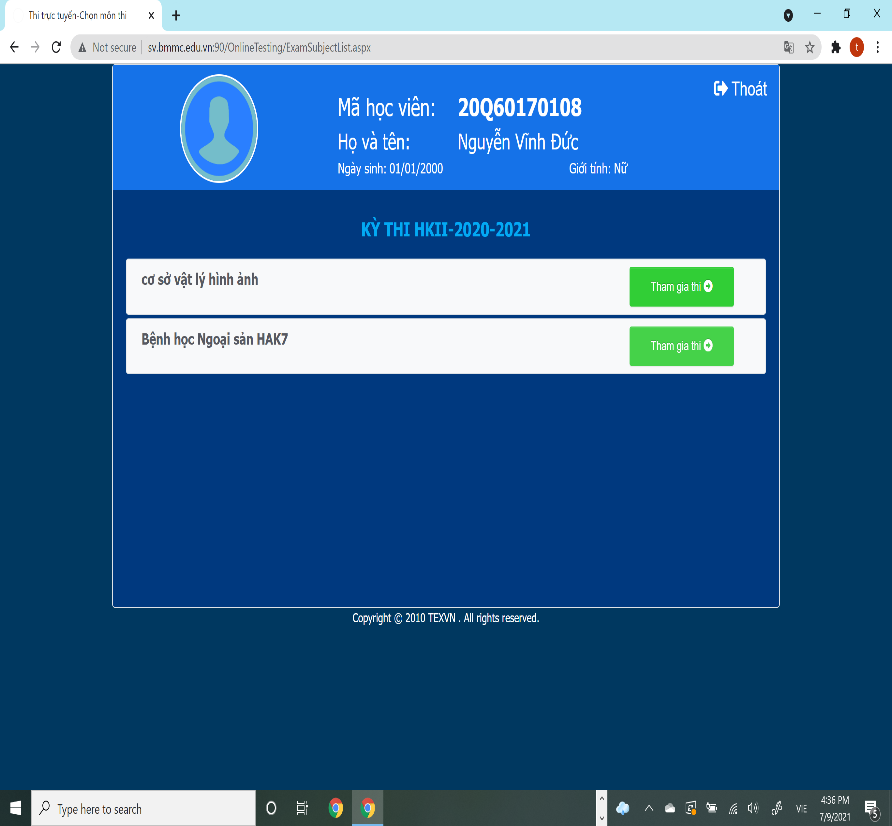 Thi trực tuyến-Chọn môn thi
Not secure
sv.bmmc.edu.vn:90/OnlineTesting/ExamSubjectList.aspx
t
Thoát
Mã học viên: 20Q60170108
Họ và tên: Nguyễn Vĩnh Đức
Ngày sinh: 01/01/2000 Giới tính: Nữ
KỲ THI HKII-2020-2021
cơ sở vật lý hình ảnh
Tham gia thi
Bệnh học Ngoại sản HAK7
Tham gia thi
Copyright © 2010 TEXVN . All rights reserved.
Type here to search
VIE
4:36 PM
7/9/2021
5